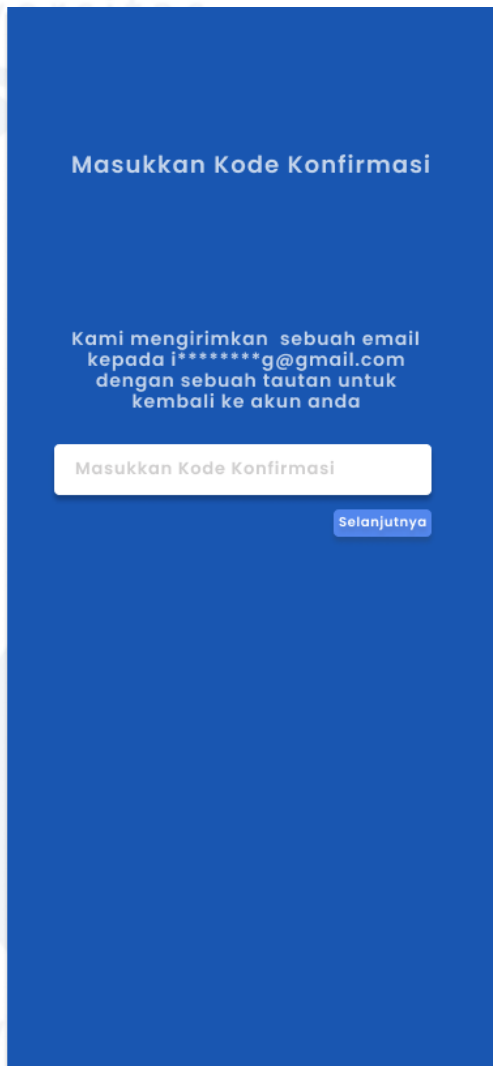 Masukkan Kode Konfirmasi
Kami mengirimkan  sebuah email
kepada i********g@gmail.com
dengan sebuah tautan untuk
kembali ke akun anda
Masukkan Kode Konfirmasi
Selanjutnya